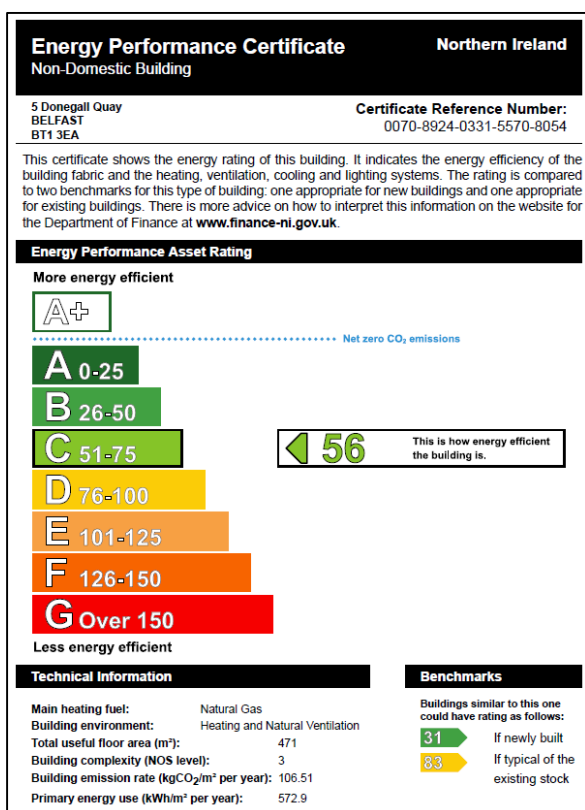 Energy Performance Certificate
Northern Ireland
Non-Domestic Building
5 Donegall Quay
BELFAST
BT1 3EA
Certificate Reference Number:
0070-8924-0331-5570-8054
This certificate shows the energy rating of this building. It indicates the energy efficiency of the
building fabric and the heating, ventilation, cooling and lighting systems. The rating is compared
to two benchmarks for this type of building: one appropriate for new buildings and one appropriate
for existing buildings. There is more advice on how to interpret this information on the website for
the Department of Finance at www.finance-ni.gov.uk.
Energy Performance Asset Rating
More energy efficient
A+
Net zero CO₂ emissions
A 0-25
B 26-50
C 51-75
56
This is how energy efficient
the building is.
D 76-100
E 101-125
F 126-150
G Over 150
Less energy efficient
Technical Information
Main heating fuel: Natural Gas
Building environment: Heating and Natural Ventilation
Total useful floor area (m²): 471
Building complexity (NOS level): 3
Building emission rate (kgCO₂/m² per year): 106.51
Primary energy use (kWh/m² per year): 572.9
Benchmarks
Buildings similar to this one
could have rating as follows:
31 If newly built
83 If typical of the
existing stock